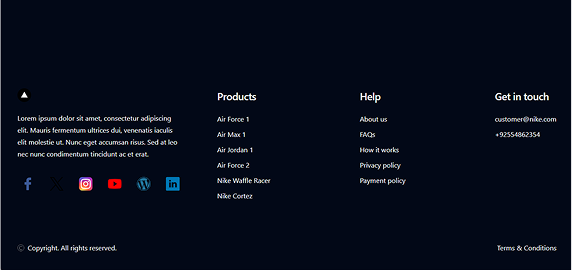 Lorem ipsum dolor sit amet, consectetur adipiscing
elit. Mauris fermentum ultrices dui, venenatis iaculis
elit molestie ut. Nunc eget accumsan risus. Sed at leo
nec nunc condimentum tincidunt ac et erat.
Products
Air Force 1
Air Max 1
Air Jordan 1
Air Force 2
Nike Waffle Racer
Nike Cortez
Help
About us
FAQs
How it works
Privacy policy
Payment policy
Get in touch
customer@nike.com
+92554862354
© Copyright. All rights reserved.
Terms & Conditions